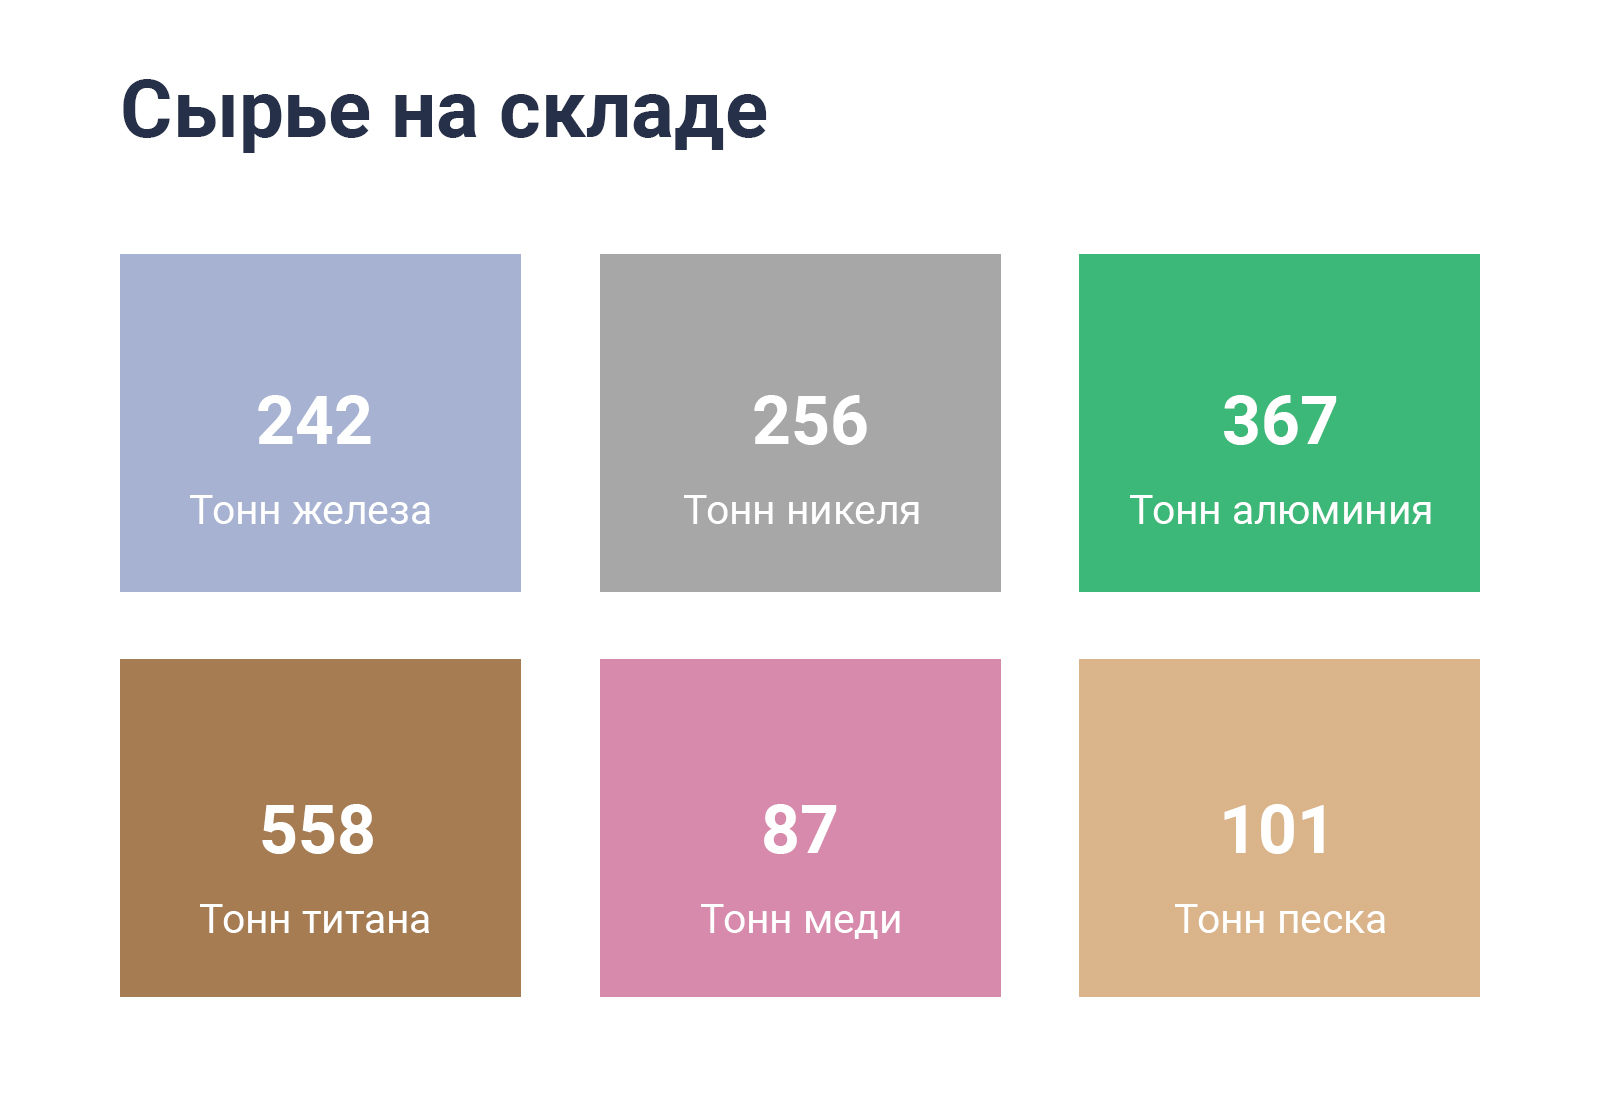 Сырье на складе
242
Тонн железа
256
Тонн никеля
367
Тонн алюминия
558
Тонн титана
87
Тонн меди
101
Тонн песка